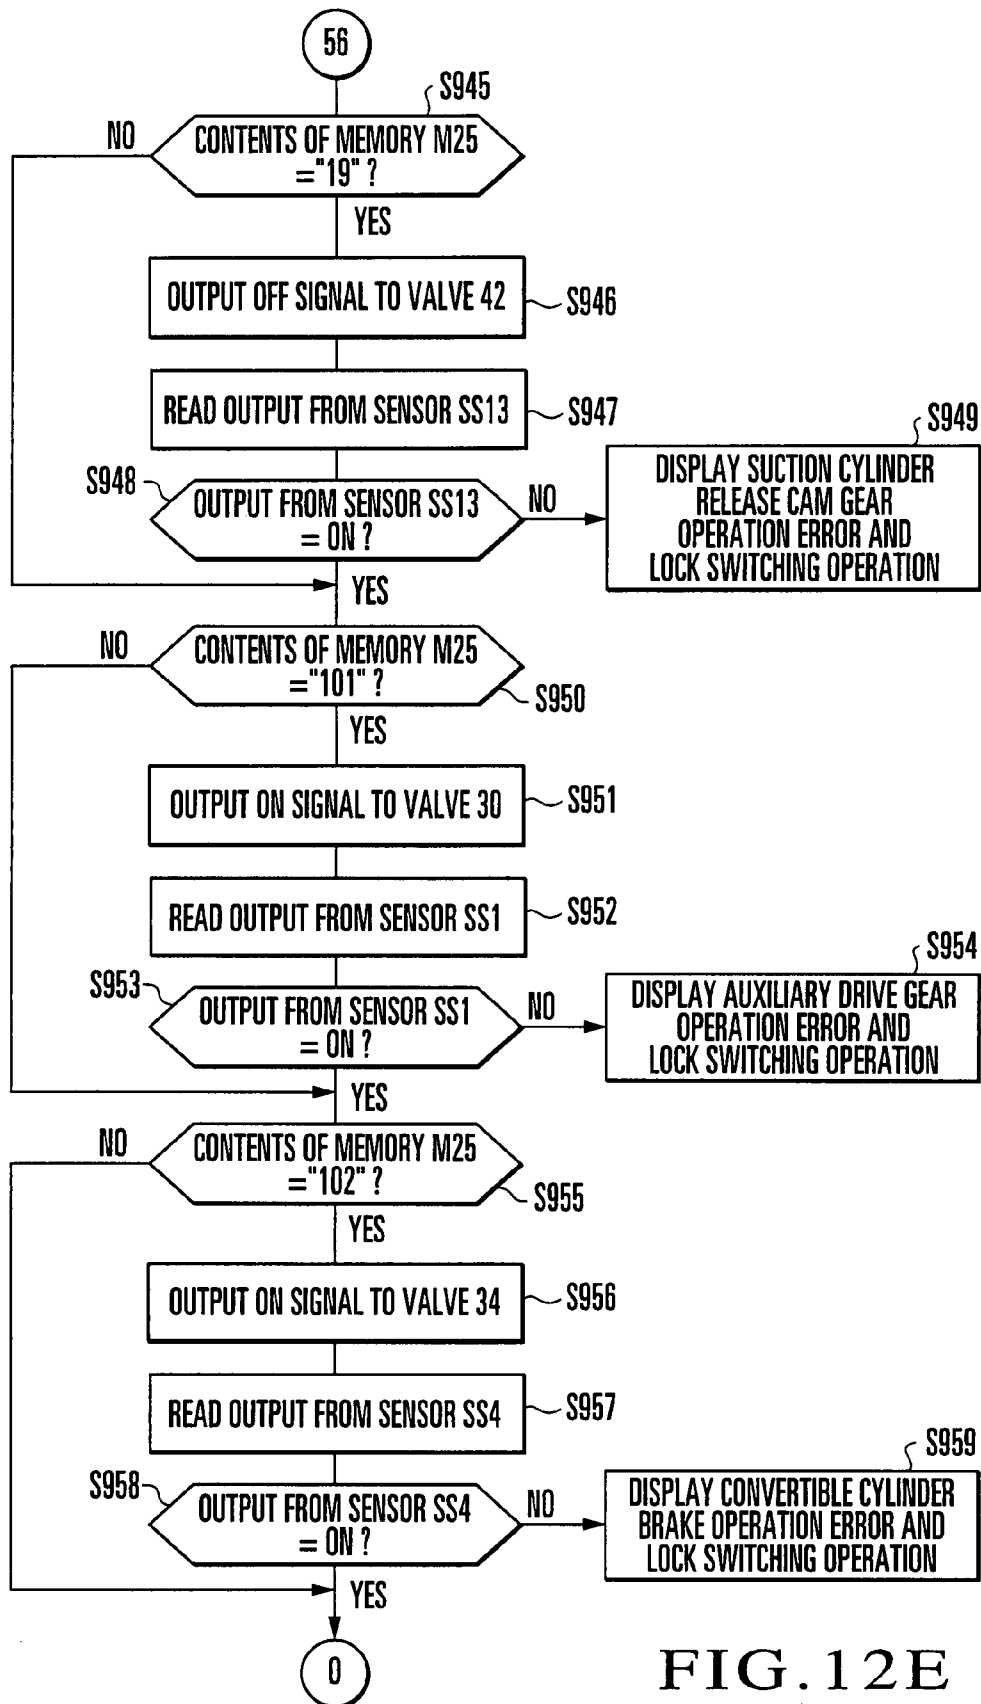 56
S945
NO
CONTENTS OF MEMORY M25
="19" ?
YES
OUTPUT OFF SIGNAL TO VALVE 42
S946
READ OUTPUT FROM SENSOR SS13
S947
S948
OUTPUT FROM SENSOR SS13
= ON ?
NO
S949
DISPLAY SUCTION CYLINDER
RELEASE CAM GEAR
OPERATION ERROR AND
LOCK SWITCHING OPERATION
YES
NO
CONTENTS OF MEMORY M25
="101" ?
S950
YES
OUTPUT ON SIGNAL TO VALVE 30
S951
READ OUTPUT FROM SENSOR SS1
S952
S953
OUTPUT FROM SENSOR SS1
= ON ?
NO
S954
DISPLAY AUXILIARY DRIVE GEAR
OPERATION ERROR AND
LOCK SWITCHING OPERATION
YES
NO
CONTENTS OF MEMORY M25
="102" ?
S955
YES
OUTPUT ON SIGNAL TO VALVE 34
S956
READ OUTPUT FROM SENSOR SS4
S957
S958
OUTPUT FROM SENSOR SS4
= ON ?
NO
S959
DISPLAY CONVERTIBLE CYLINDER
BRAKE OPERATION ERROR AND
LOCK SWITCHING OPERATION
YES
0
FIG.12E